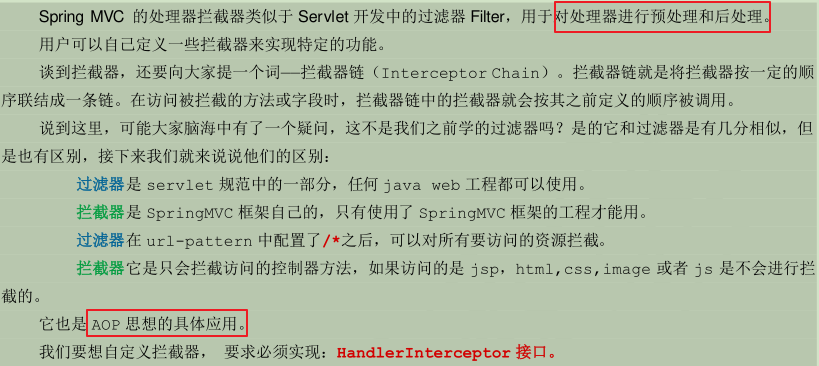 Spring MVC 的处理器拦截器类似于 Servlet 开发中的过滤器 Filter，用于对处理器进行预处理和后处理。
用户可以自己定义一些拦截器来实现特定的功能。
谈到拦截器，还要向大家提一个词——拦截器链（Interceptor Chain）。拦截器链就是将拦截器按一定的顺
序联结成一条链。在访问被拦截的方法或字段时，拦截器链中的拦截器就会按其之前定义的顺序被调用。
说到这里，可能大家脑海中有了一个疑问，这不是我们之前学的过滤器吗？是的它和过滤器是有几分相似，但
是也有区别，接下来我们就来说说他们的区别：
过滤器是 servlet 规范中的一部分，任何 java web 工程都可以使用。
拦截器是 SpringMVC 框架自己的，只有使用了 SpringMVC 框架的工程才能用。
过滤器在 url-pattern 中配置了/*之后，可以对所有要访问的资源拦截。
拦截器它是只会拦截访问的控制器方法，如果访问的是 jsp，html,css,image 或者 js 是不会进行拦
截的。
它也是 AOP 思想的具体应用。
我们要想自定义拦截器， 要求必须实现：HandlerInterceptor 接口。